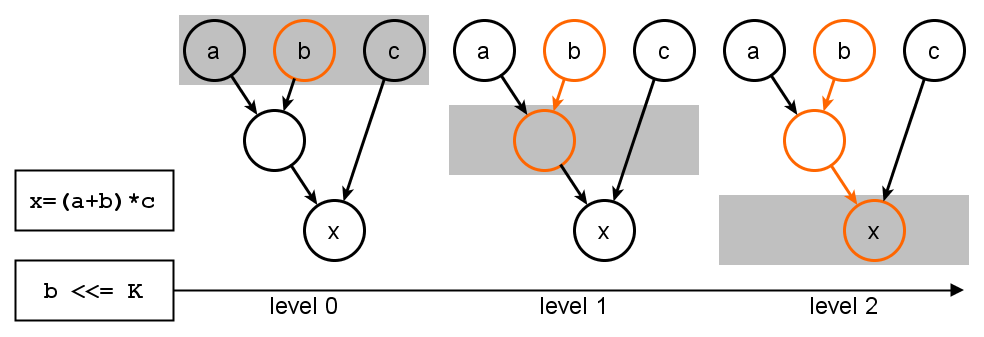 a b c a b c a b c
x=(a+b)*c
x x x
b <<= K
level 0 level 1 level 2